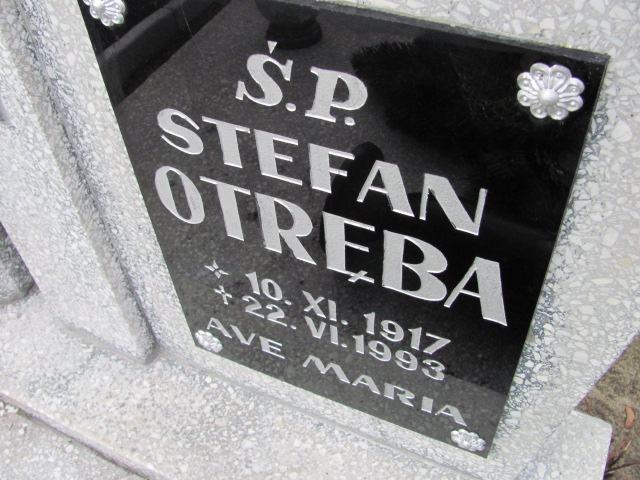 Ś.P.
STEFAN
OTRĘBA
* 10. XI. 1917
+ 22. VI. 1993
AVE MARIA